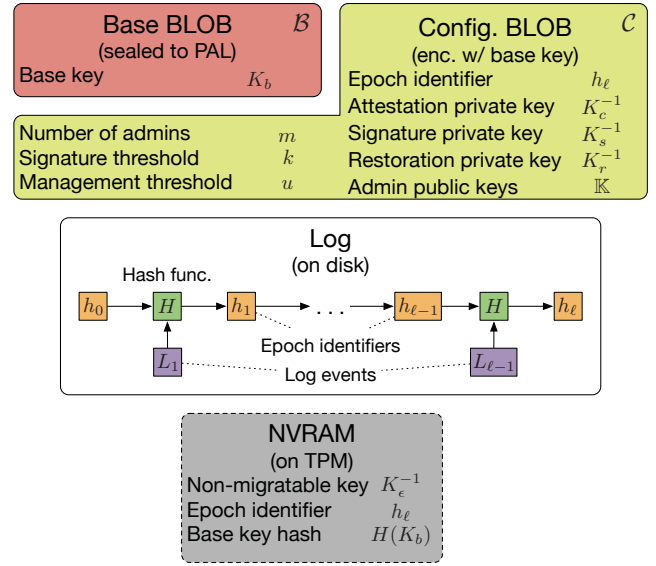 Base BLOB 𝓑
(sealed to PAL)
Base key K_b
Config. BLOB 𝓒
(enc. w/ base key)
Epoch identifier h_ℓ
Attestation private key K_c^{-1}
Signature private key K_s^{-1}
Restoration private key K_r^{-1}
Admin public keys 𝕂
Number of admins m
Signature threshold k
Management threshold u
Log
(on disk)
Hash func.
h_0 H h_1 . . . h_{ℓ-1} H h_ℓ
Epoch identifiers
L_1 L_{ℓ-1}
Log events
NVRAM
(on TPM)
Non-migratable key K_ϵ^{-1}
Epoch identifier h_ℓ
Base key hash H(K_b)